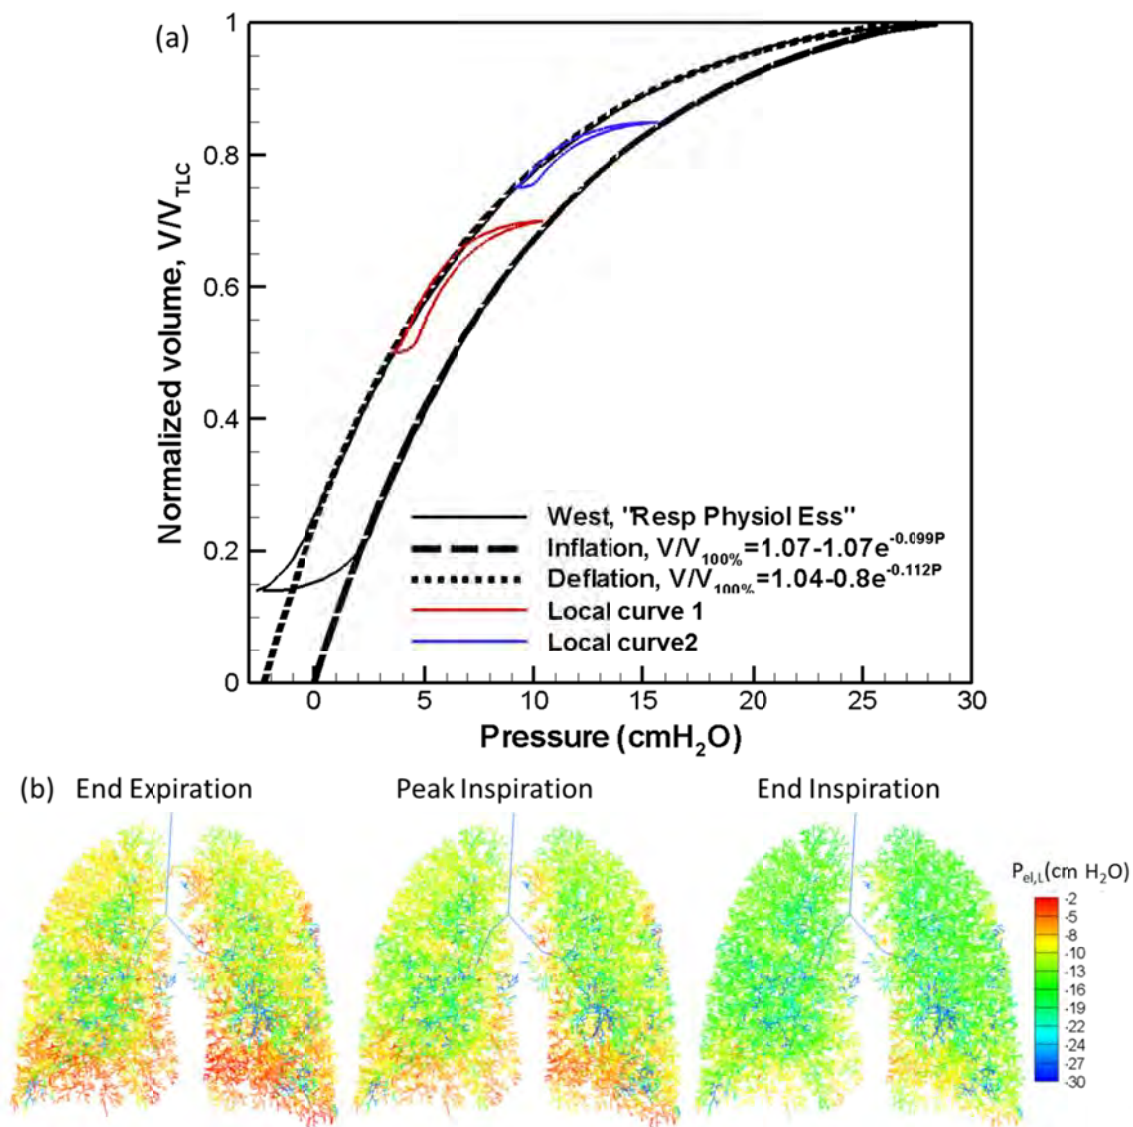 (a)
1
0.8
0.6
0.4
0.2
0
Normalized volume, V/V_TLC
West, "Resp Physiol Ess"
Inflation, V/V_100%=1.07-1.07e^-0.099P
Deflation, V/V_100%=1.04-0.8e^-0.112P
Local curve 1
Local curve2
0 5 10 15 20 25 30
Pressure (cmH₂O)
(b) End Expiration Peak Inspiration End Inspiration
P_el,L(cm H₂O)
-2
-5
-8
-10
-13
-16
-19
-22
-24
-27
-30